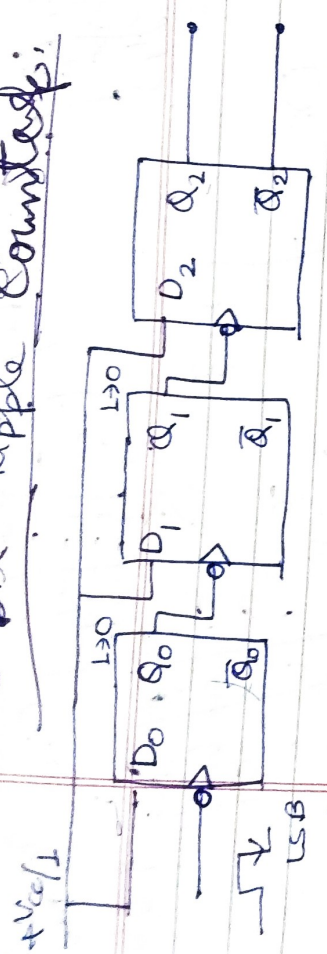 Ripple Counter.
+Vcc/1
1→0
1→0
D0 Q0
Q̅0
D1 Q1
Q̅1
D2 Q2
Q̅2
LSB